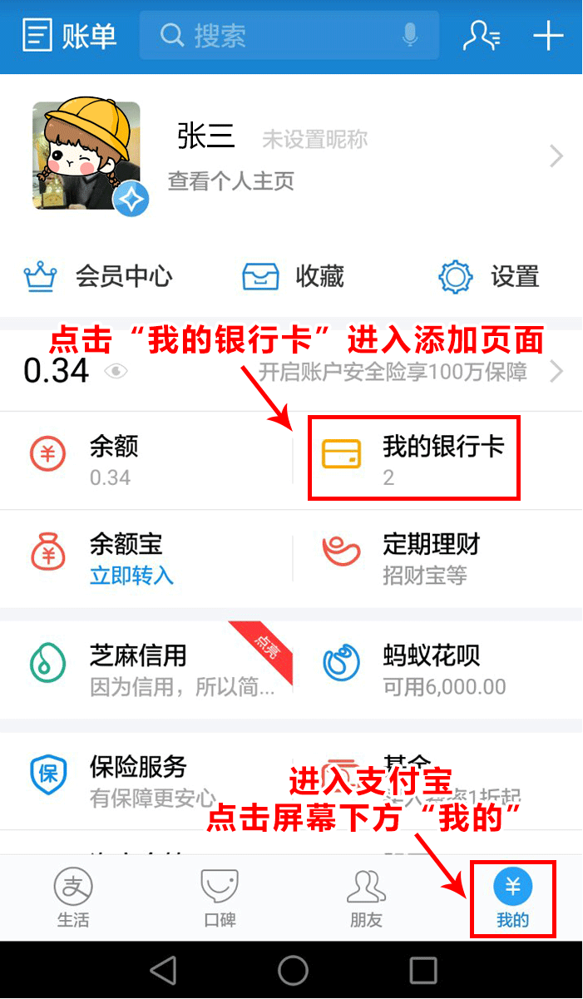 账单 搜索
张三 未设置昵称
查看个人主页
会员中心 收藏 设置
点击“我的银行卡”进入添加页面
0.34 开启账户安全险享100万保障
余额 我的银行卡
0.34 2
余额宝 定期理财
立即转入 招财宝等
点亮
芝麻信用 蚂蚁花呗
因为信用，所以简... 可用6,000.00
保 保险服务 基金
有保障更安心
进入支付宝
点击屏幕下方“我的”
支 ¥
生活 口碑 朋友 我的